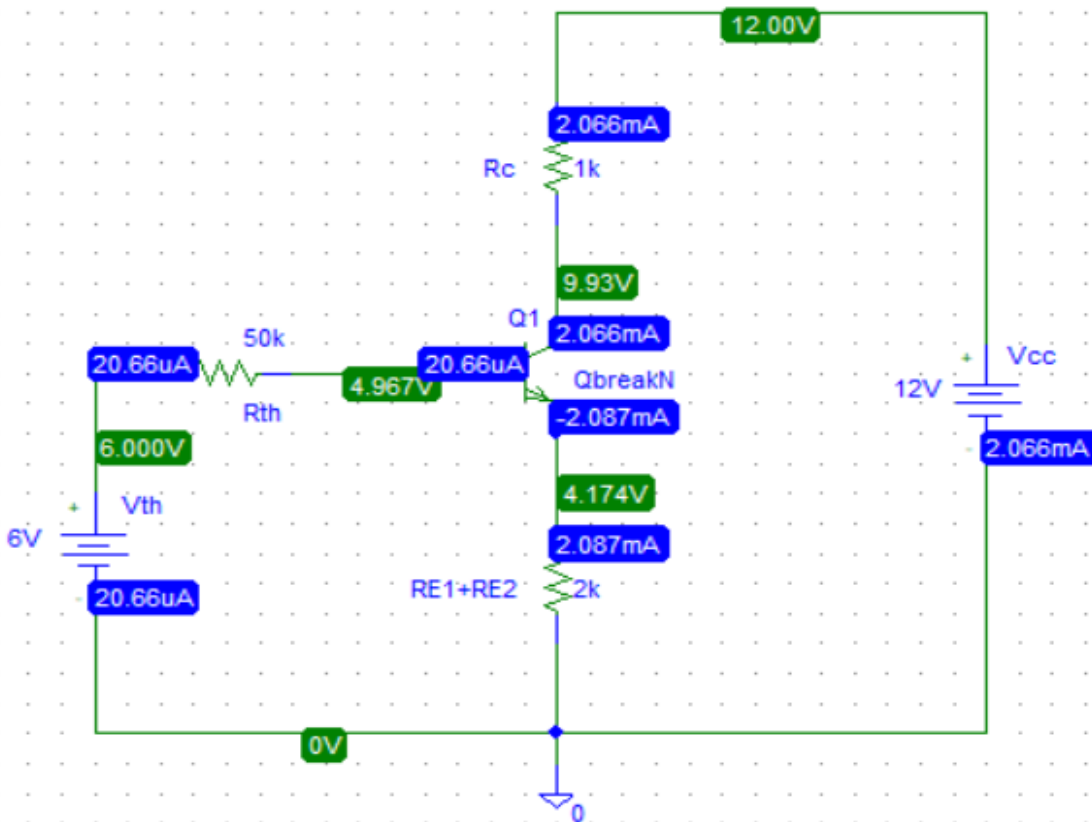 12.00V
2.066mA
Rc
1k
9.93V
Q1
2.066mA
50k
20.66uA
20.66uA
4.967V
QbreakN
Rth
-2.087mA
+
Vcc
12V
-
2.066mA
6.000V
4.174V
+
Vth
6V
2.087mA
-
20.66uA
RE1+RE2
2k
0V
0